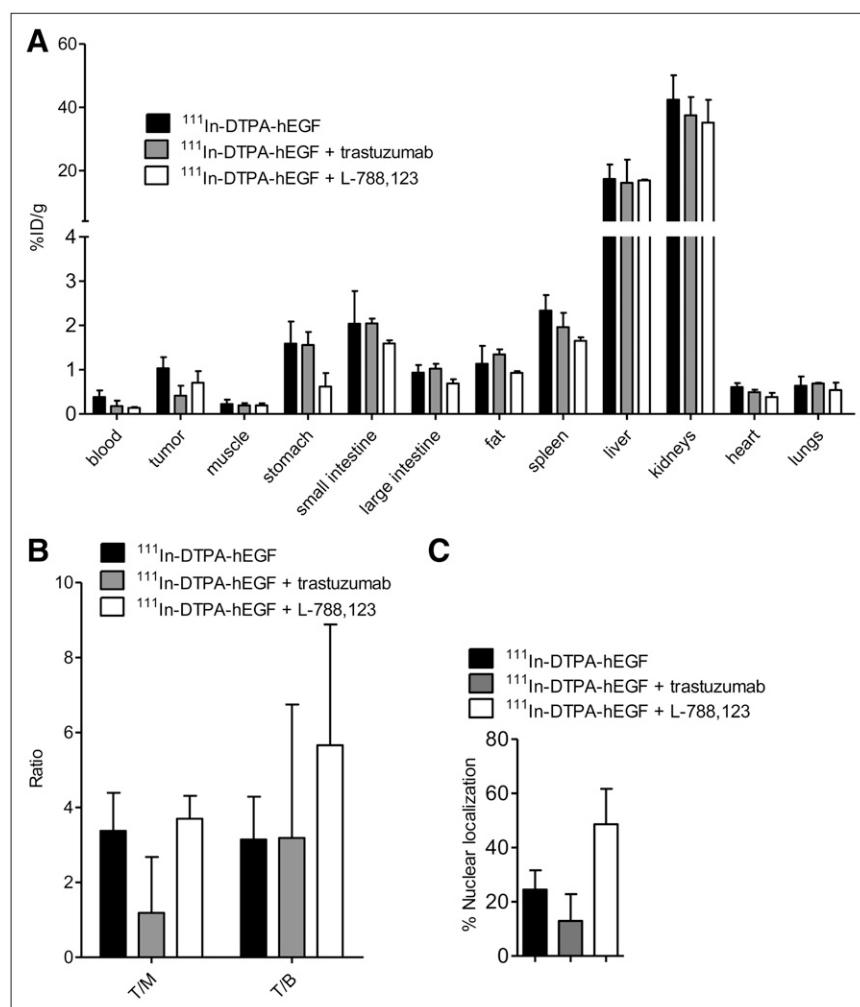 A
60
40
20
4
3
2
1
0
%ID/g
¹¹¹In-DTPA-hEGF
¹¹¹In-DTPA-hEGF + trastuzumab
¹¹¹In-DTPA-hEGF + L-788,123
blood
tumor
muscle
stomach
small intestine
large intestine
fat
spleen
liver
kidneys
heart
lungs
B
¹¹¹In-DTPA-hEGF
¹¹¹In-DTPA-hEGF + trastuzumab
¹¹¹In-DTPA-hEGF + L-788,123
10
8
6
4
2
0
Ratio
T/M
T/B
C
¹¹¹In-DTPA-hEGF
¹¹¹In-DTPA-hEGF + trastuzumab
¹¹¹In-DTPA-hEGF + L-788,123
80
60
40
20
0
% Nuclear localization